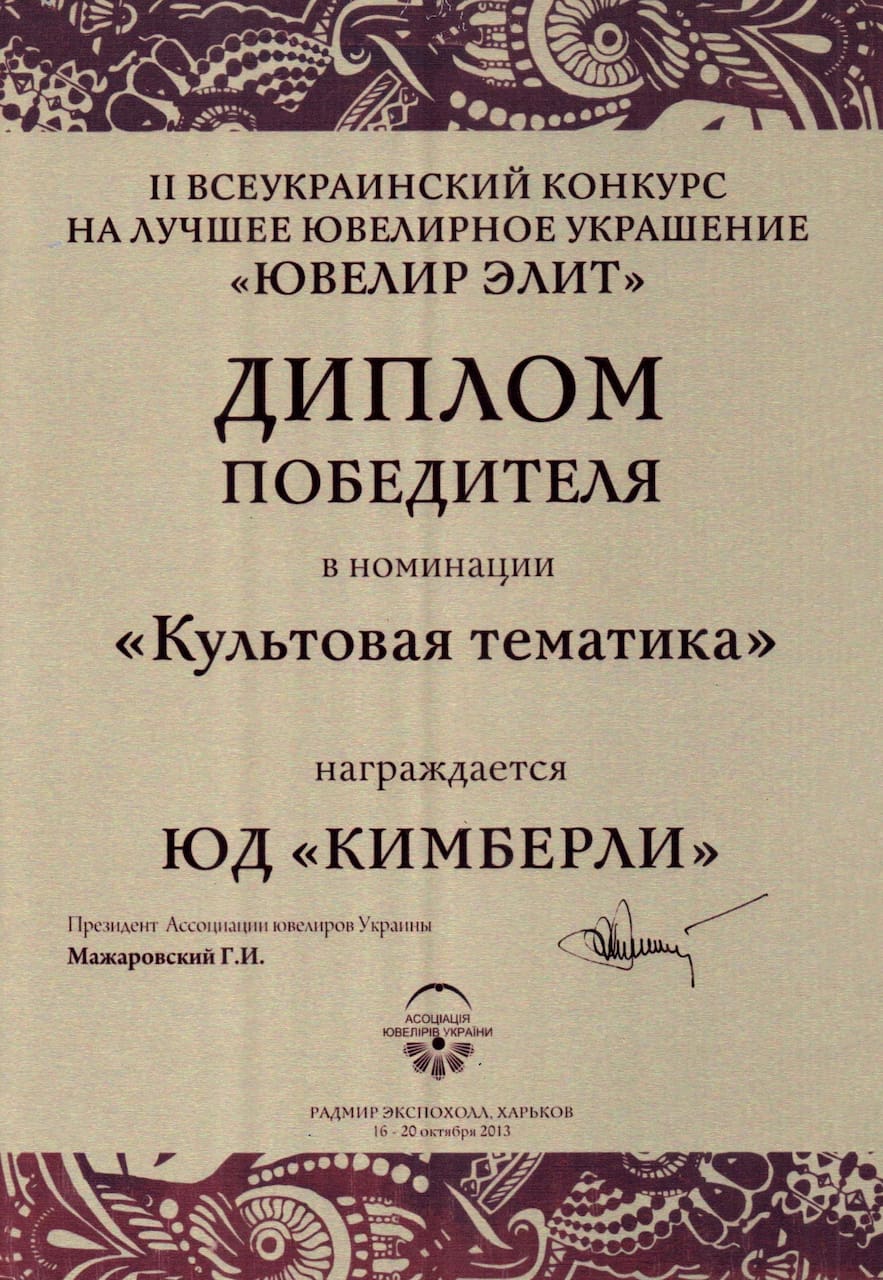 II ВСЕУКРАИНСКИЙ КОНКУРС
НА ЛУЧШЕЕ ЮВЕЛИРНОЕ УКРАШЕНИЕ
«ЮВЕЛИР ЭЛИТ»
ДИПЛОМ
ПОБЕДИТЕЛЯ
в номинации
«Культовая тематика»
награждается
ЮД «КИМБЕРЛИ»
Президент Ассоциации ювелиров Украины
Мажаровский Г.И.
АСОЦІАЦІЯ
ЮВЕЛІРІВ УКРАЇНИ
РАДМИР ЭКСПОХОЛЛ, ХАРЬКОВ
16 - 20 октября 2013